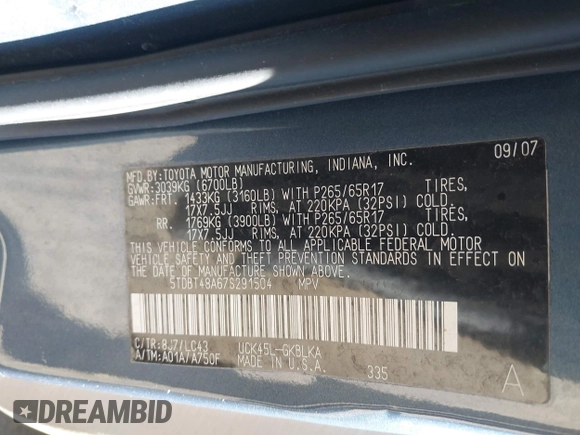 MFD.BY:TOYOTA MOTOR MANUFACTURING, INDIANA, INC. 09/07
GVWR:3039KG (6700LB)
GAWR:FRT. 1433KG (3160LB) WITH P265/65R17 TIRES,
17X7.5JJ RIMS, AT 220KPA (32PSI) COLD.
RR. 1769KG (3900LB) WITH P265/65R17 TIRES,
17X7.5JJ RIMS, AT 220KPA (32PSI) COLD.
THIS VEHICLE CONFORMS TO ALL APPLICABLE FEDERAL MOTOR
VEHICLE SAFETY AND THEFT PREVENTION STANDARDS IN EFFECT
ON THE DATE OF MANUFACTURE SHOWN ABOVE.
5TDBT48A67S291504 MPV
C/TR:8J7/LC43 UCK45L-GKBLKA
A/TM:A01A/A750F MADE IN U.S.A. 335 A
DREAMBID